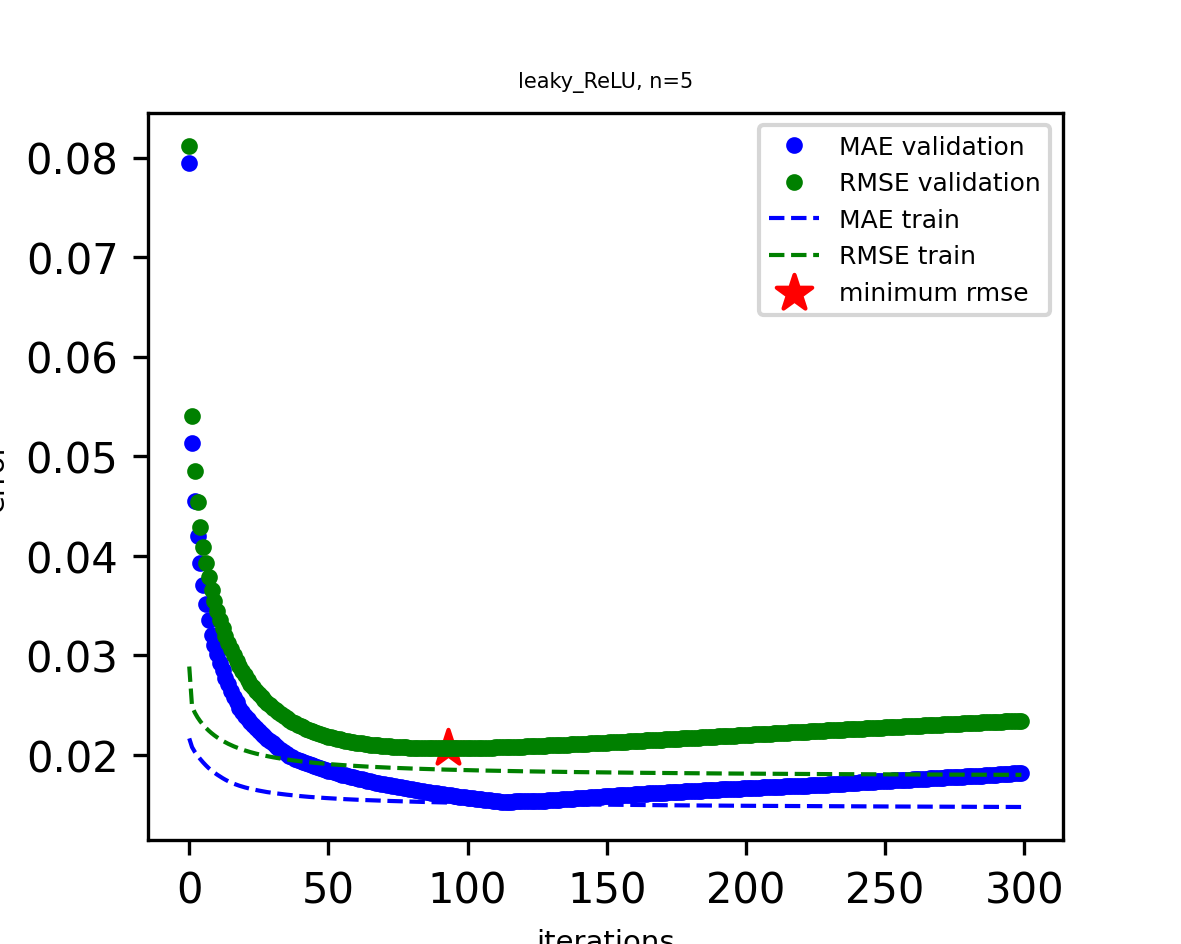 leaky_ReLU, n=5
MAE validation
RMSE validation
MAE train
RMSE train
minimum rmse
0.08
0.07
0.06
0.05
0.04
0.03
0.02
0 50 100 150 200 250 300
iterations